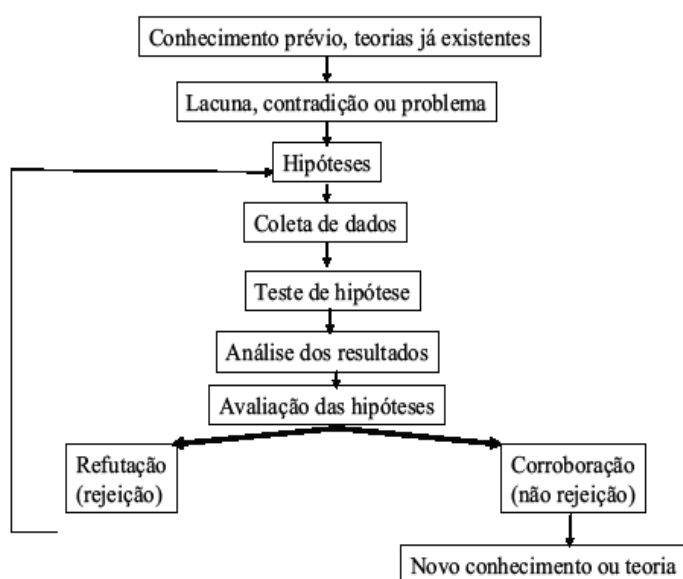 Conhecimento prévio, teorias já existentes
Lacuna, contradição ou problema
Hipóteses
Coleta de dados
Teste de hipótese
Análise dos resultados
Avaliação das hipóteses
Refutação
(rejeição)
Corroboração
(não rejeição)
Novo conhecimento ou teoria